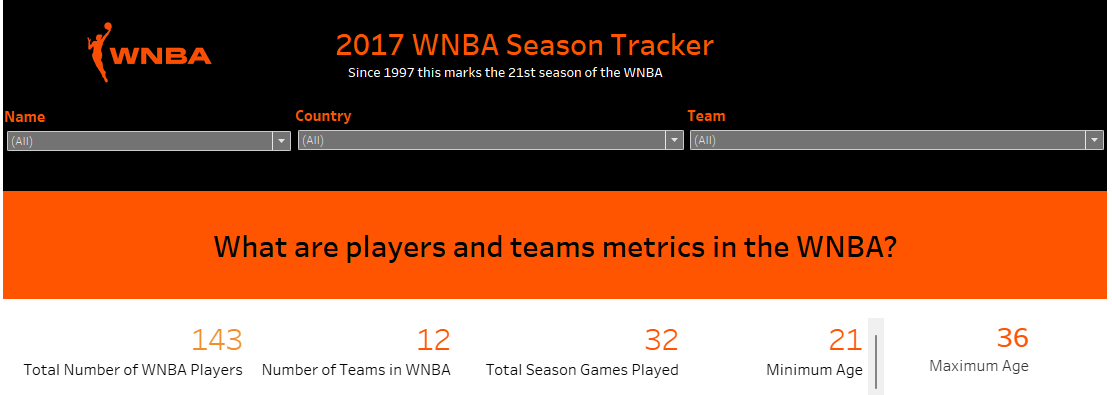 WNBA
2017 WNBA Season Tracker
Since 1997 this marks the 21st season of the WNBA
Name
Country
Team
(All)
(All)
(All)
What are players and teams metrics in the WNBA?
143
12
32
21
36
Total Number of WNBA Players
Number of Teams in WNBA
Total Season Games Played
Minimum Age
Maximum Age